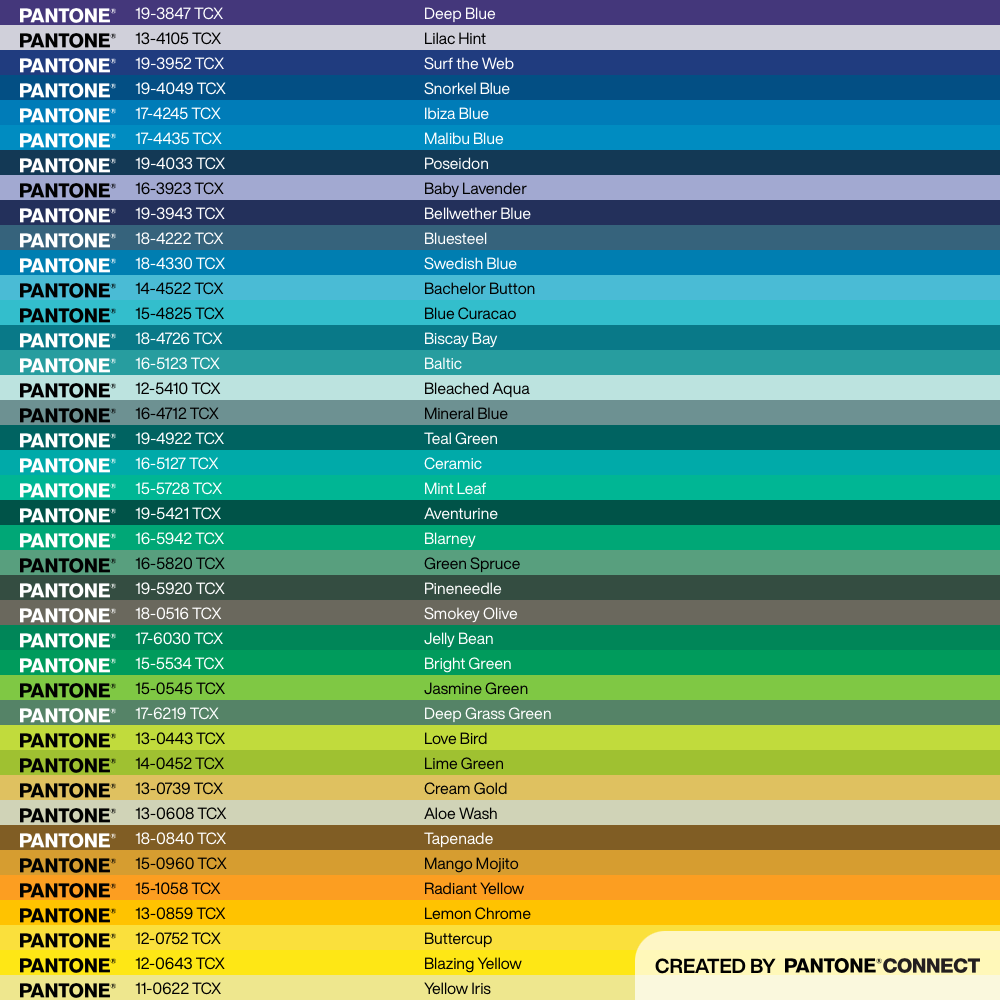 PANTONE® 19-3847 TCX Deep Blue
PANTONE® 13-4105 TCX Lilac Hint
PANTONE® 19-3952 TCX Surf the Web
PANTONE® 19-4049 TCX Snorkel Blue
PANTONE® 17-4245 TCX Ibiza Blue
PANTONE® 17-4435 TCX Malibu Blue
PANTONE® 19-4033 TCX Poseidon
PANTONE® 16-3923 TCX Baby Lavender
PANTONE® 19-3943 TCX Bellwether Blue
PANTONE® 18-4222 TCX Bluesteel
PANTONE® 18-4330 TCX Swedish Blue
PANTONE® 14-4522 TCX Bachelor Button
PANTONE® 15-4825 TCX Blue Curacao
PANTONE® 18-4726 TCX Biscay Bay
PANTONE® 16-5123 TCX Baltic
PANTONE® 12-5410 TCX Bleached Aqua
PANTONE® 16-4712 TCX Mineral Blue
PANTONE® 19-4922 TCX Teal Green
PANTONE® 16-5127 TCX Ceramic
PANTONE® 15-5728 TCX Mint Leaf
PANTONE® 19-5421 TCX Aventurine
PANTONE® 16-5942 TCX Blarney
PANTONE® 16-5820 TCX Green Spruce
PANTONE® 19-5920 TCX Pineneedle
PANTONE® 18-0516 TCX Smokey Olive
PANTONE® 17-6030 TCX Jelly Bean
PANTONE® 15-5534 TCX Bright Green
PANTONE® 15-0545 TCX Jasmine Green
PANTONE® 17-6219 TCX Deep Grass Green
PANTONE® 13-0443 TCX Love Bird
PANTONE® 14-0452 TCX Lime Green
PANTONE® 13-0739 TCX Cream Gold
PANTONE® 13-0608 TCX Aloe Wash
PANTONE® 18-0840 TCX Tapenade
PANTONE® 15-0960 TCX Mango Mojito
PANTONE® 15-1058 TCX Radiant Yellow
PANTONE® 13-0859 TCX Lemon Chrome
PANTONE® 12-0752 TCX Buttercup
PANTONE® 12-0643 TCX Blazing Yellow
PANTONE® 11-0622 TCX Yellow Iris
CREATED BY PANTONE®CONNECT